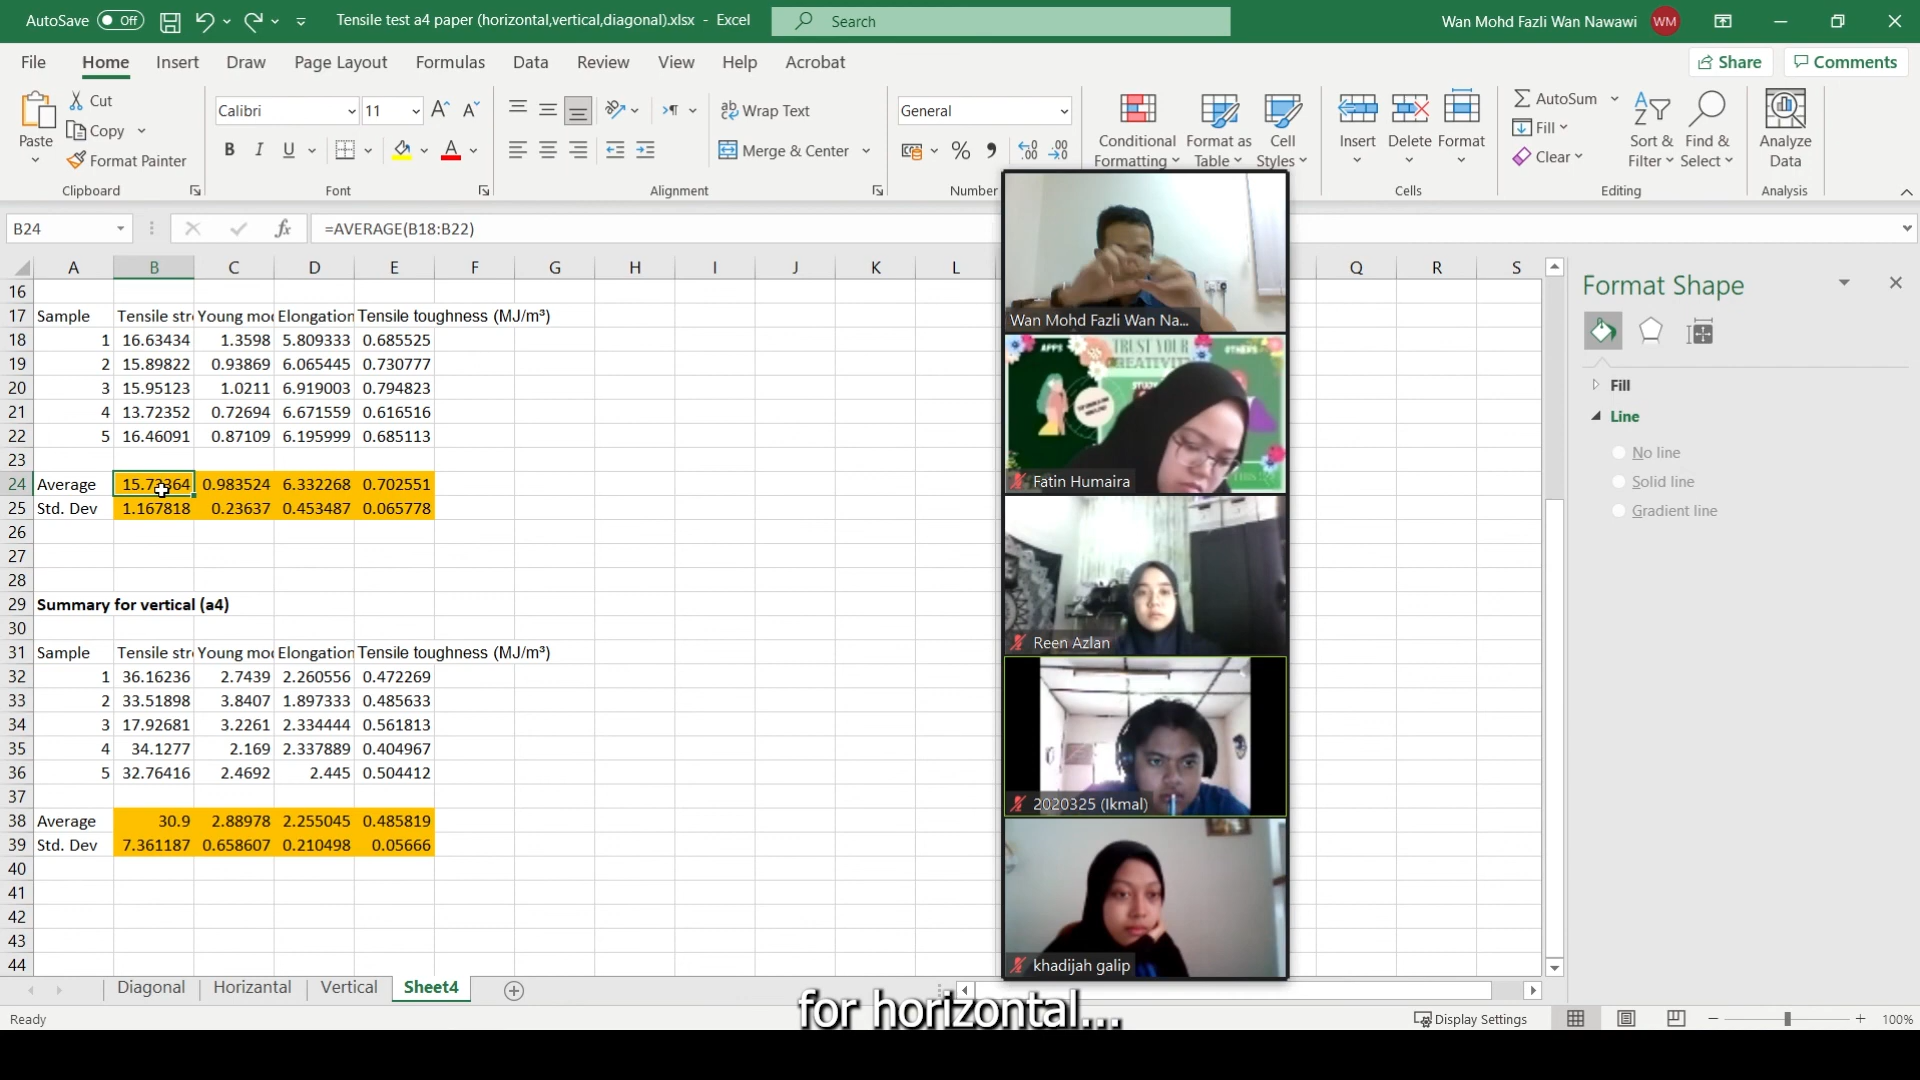 AutoSave Off Tensile test a4 paper (horizontal,vertical,diagonal).xlsx - Excel Search Wan Mohd Fazli Wan Nawawi WM
File Home Insert Draw Page Layout Formulas Data Review View Help Acrobat Share Comments
Paste
Cut
Copy
Format Painter
Clipboard
Calibri 11
B I U
Font
Wrap Text
Merge & Center
Alignment
General
Number
Conditional Formatting
Format as Table
Cell Styles
Insert Delete Format
Cells
AutoSum
Fill
Clear
Sort & Filter
Find & Select
Editing
Analyze Data
Analysis
B24 fx =AVERAGE(B18:B22)
A B C D E F G H I J K L Q R S
16
17 Sample Tensile stre Young mod Elongation Tensile toughness (MJ/m³)
18 1 16.63434 1.3598 5.809333 0.685525
19 2 15.89822 0.93869 6.065445 0.730777
20 3 15.95123 1.0211 6.919003 0.794823
21 4 13.72352 0.72694 6.671559 0.616516
22 5 16.46091 0.87109 6.195999 0.685113
23
24 Average 15.73364 0.983524 6.332268 0.702551
25 Std. Dev 1.167818 0.23637 0.453487 0.065778
26
27
28
29 Summary for vertical (a4)
30
31 Sample Tensile stre Young mod Elongation Tensile toughness (MJ/m³)
32 1 36.16236 2.7439 2.260556 0.472269
33 2 33.51898 3.8407 1.897333 0.485633
34 3 17.92681 3.2261 2.334444 0.561813
35 4 34.1277 2.169 2.337889 0.404967
36 5 32.76416 2.4692 2.445 0.504412
37
38 Average 30.9 2.88978 2.255045 0.485819
39 Std. Dev 7.361187 0.658607 0.210498 0.05666
40
41
42
43
44
Wan Mohd Fazli Wan Na...
APPS TRUST YOUR CREATIVITY OTHERS
Fatin Humaira
Reen Azlan
2020325 (Ikmal)
khadijah galip
Format Shape
Fill
Line
No line
Solid line
Gradient line
Diagonal Horizantal Vertical Sheet4
for horizontal...
Ready Display Settings 100%